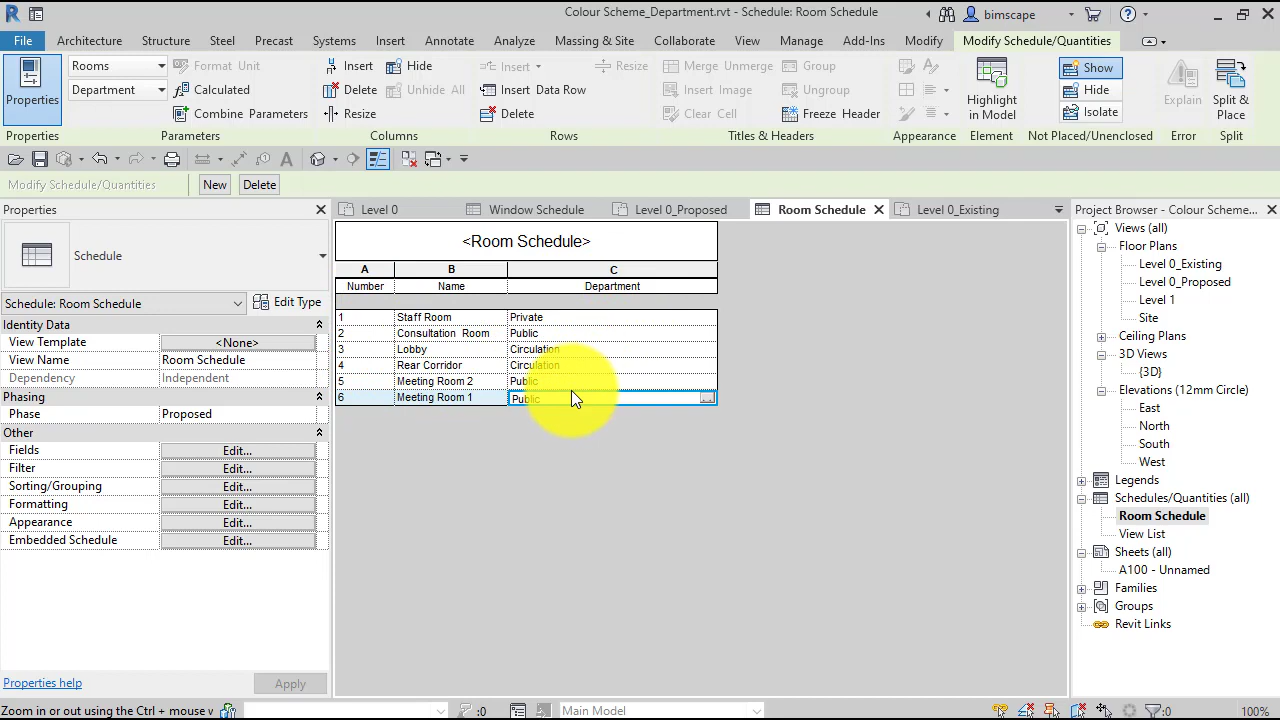 Colour Scheme_Department.rvt - Schedule: Room Schedule
bimscape
File Architecture Structure Steel Precast Systems Insert Annotate Analyze Massing & Site Collaborate View Manage Add-Ins Modify Modify Schedule/Quantities
Properties
Rooms
Department
Format Unit
Calculated
Combine Parameters
Insert
Delete
Resize
Hide
Unhide All
Insert
Insert Data Row
Delete
Resize
Merge Unmerge
Insert Image
Clear Cell
Group
Ungroup
Freeze Header
Highlight
in Model
Show
Hide
Isolate
Explain
Split &
Place
Properties Parameters Columns Rows Titles & Headers Appearance Element Not Placed/Unenclosed Error Split
Modify Schedule/Quantities New Delete
Properties
Schedule
Schedule: Room Schedule Edit Type
Identity Data
View Template <None>
View Name Room Schedule
Dependency Independent
Phasing
Phase Proposed
Other
Fields Edit...
Filter Edit...
Sorting/Grouping Edit...
Formatting Edit...
Appearance Edit...
Embedded Schedule Edit...
Properties help Apply
Level 0 Window Schedule Level 0_Proposed Room Schedule Level 0_Existing
<Room Schedule>
A B C
Number Name Department
1 Staff Room Private
2 Consultation Room Public
3 Lobby Circulation
4 Rear Corridor Circulation
5 Meeting Room 2 Public
6 Meeting Room 1 Public ...
Project Browser - Colour Scheme...
Views (all)
Floor Plans
Level 0_Existing
Level 0_Proposed
Level 1
Site
Ceiling Plans
3D Views
{3D}
Elevations (12mm Circle)
East
North
South
West
Legends
Schedules/Quantities (all)
Room Schedule
View List
Sheets (all)
A100 - Unnamed
Families
Groups
Revit Links
Zoom in or out using the Ctrl + mouse v :0 Main Model :0 100%